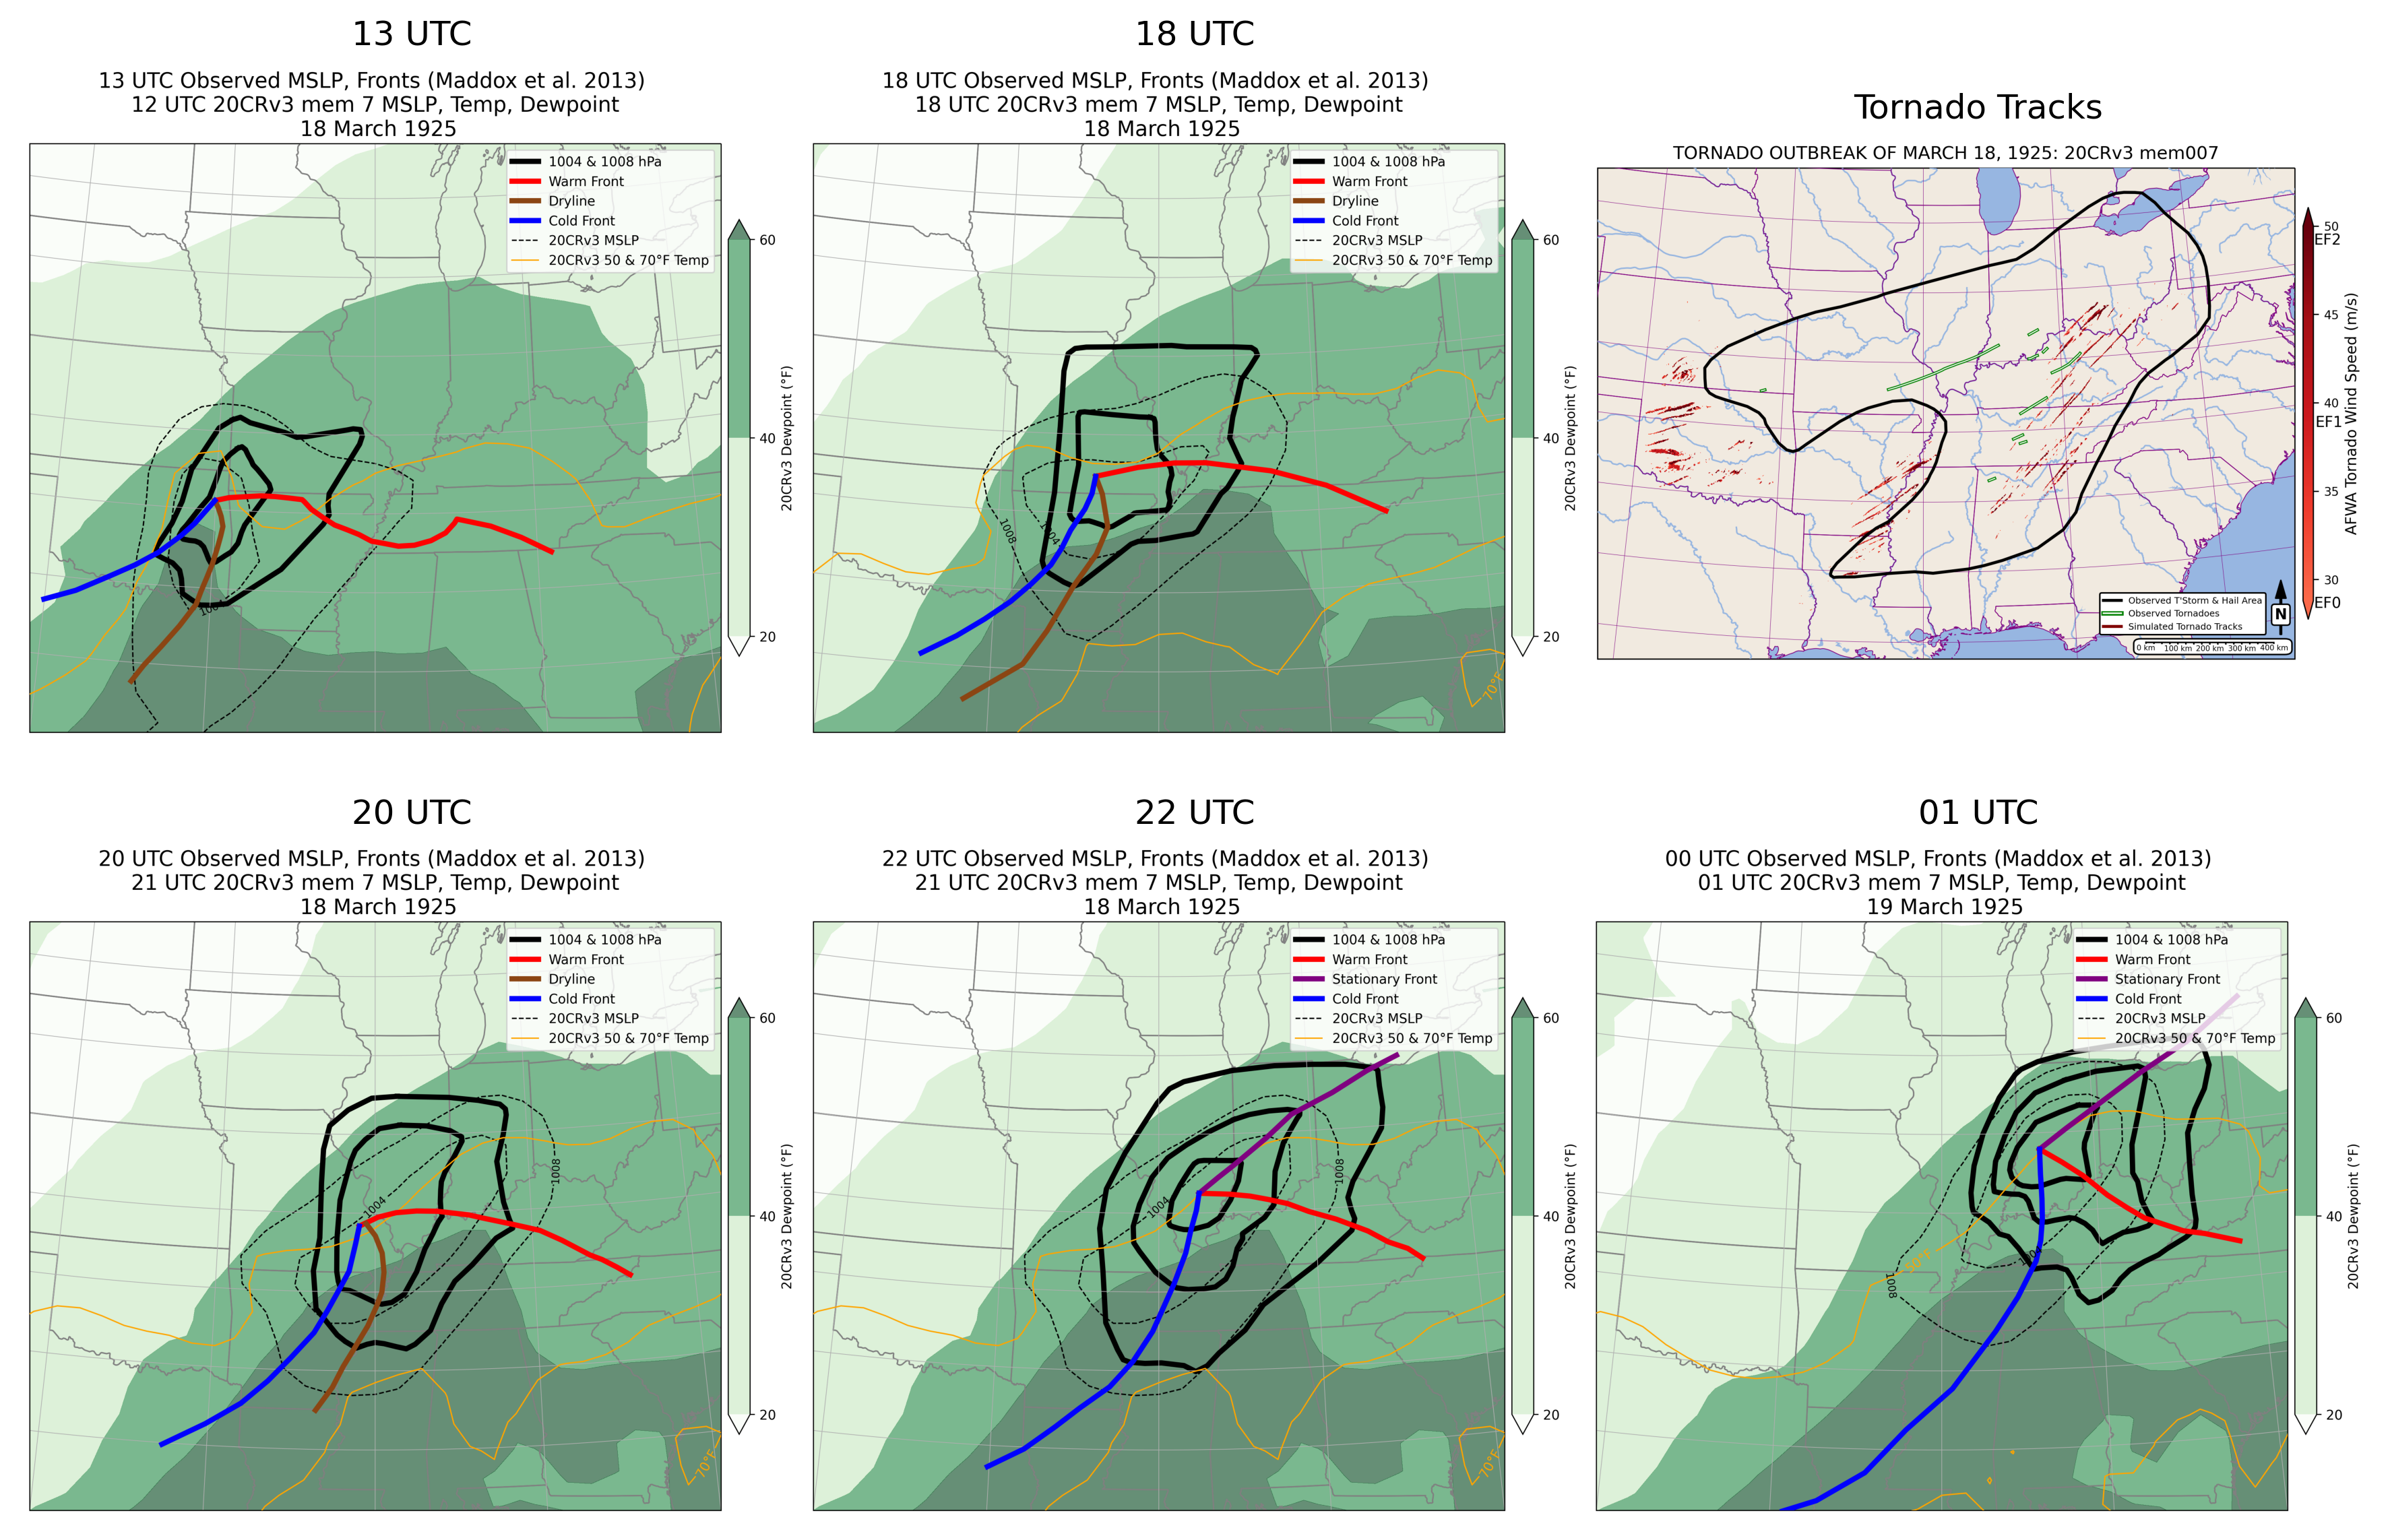 13 UTC
13 UTC Observed MSLP, Fronts (Maddox et al. 2013)
12 UTC 20CRv3 mem 7 MSLP, Temp, Dewpoint
18 March 1925
1004 & 1008 hPa
Warm Front
Dryline
Cold Front
20CRv3 MSLP
20CRv3 50 & 70°F Temp
1004
60
40
20
20CRv3 Dewpoint (°F)
18 UTC
18 UTC Observed MSLP, Fronts (Maddox et al. 2013)
18 UTC 20CRv3 mem 7 MSLP, Temp, Dewpoint
18 March 1925
1004 & 1008 hPa
Warm Front
Dryline
Cold Front
20CRv3 MSLP
20CRv3 50 & 70°F Temp
1008
1004
70°F
60
40
20
20CRv3 Dewpoint (°F)
Tornado Tracks
TORNADO OUTBREAK OF MARCH 18, 1925: 20CRv3 mem007
Observed T'Storm & Hail Area
Observed Tornadoes
Simulated Tornado Tracks
N
0 km 100 km 200 km 300 km 400 km
50
EF2
45
40
EF1
35
30
EF0
AFWA Tornado Wind Speed (m/s)
20 UTC
20 UTC Observed MSLP, Fronts (Maddox et al. 2013)
21 UTC 20CRv3 mem 7 MSLP, Temp, Dewpoint
18 March 1925
1004 & 1008 hPa
Warm Front
Dryline
Cold Front
20CRv3 MSLP
20CRv3 50 & 70°F Temp
1008
1004
70°F
60
40
20
20CRv3 Dewpoint (°F)
22 UTC
22 UTC Observed MSLP, Fronts (Maddox et al. 2013)
21 UTC 20CRv3 mem 7 MSLP, Temp, Dewpoint
18 March 1925
1004 & 1008 hPa
Warm Front
Stationary Front
Cold Front
20CRv3 MSLP
20CRv3 50 & 70°F Temp
1008
1004
70°F
60
40
20
20CRv3 Dewpoint (°F)
01 UTC
00 UTC Observed MSLP, Fronts (Maddox et al. 2013)
01 UTC 20CRv3 mem 7 MSLP, Temp, Dewpoint
19 March 1925
1004 & 1008 hPa
Warm Front
Stationary Front
Cold Front
20CRv3 MSLP
20CRv3 50 & 70°F Temp
50°F
1004
1008
60
40
20
20CRv3 Dewpoint (°F)